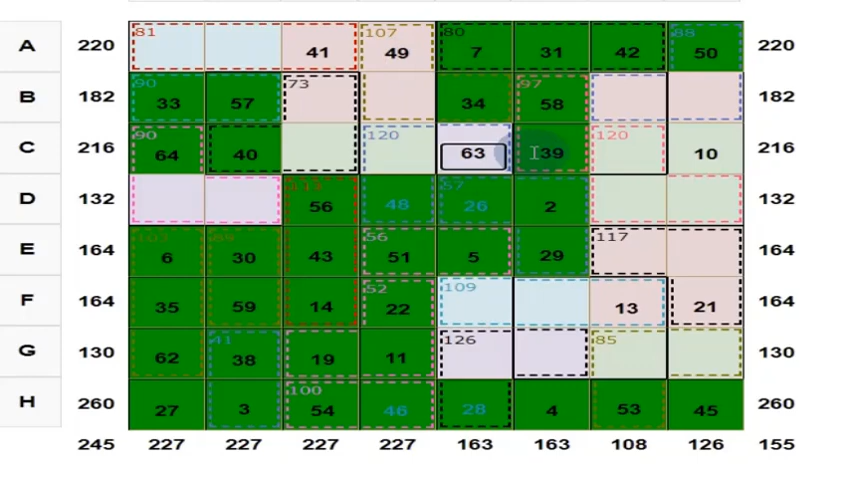 81 107 80 88
A 220 41 49 7 31 42 50 220
90 73 97
B 182 33 57 34 58 182
90 120 120
C 216 64 40 63 39 10 216
57
D 132 56 48 26 2 132
56 117
E 164 6 30 43 51 5 29 164
52 109
F 164 35 59 14 22 13 21 164
41 126 85
G 130 62 38 19 11 130
100
H 260 27 3 54 46 28 4 53 45 260
245 227 227 227 227 163 163 108 126 155